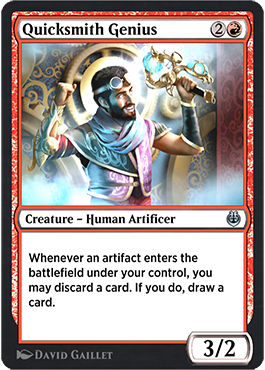 Quicksmith Genius 2
Creature – Human Artificer
Whenever an artifact enters the
battlefield under your control, you
may discard a card. If you do, draw a
card.
David Gaillet
3/2